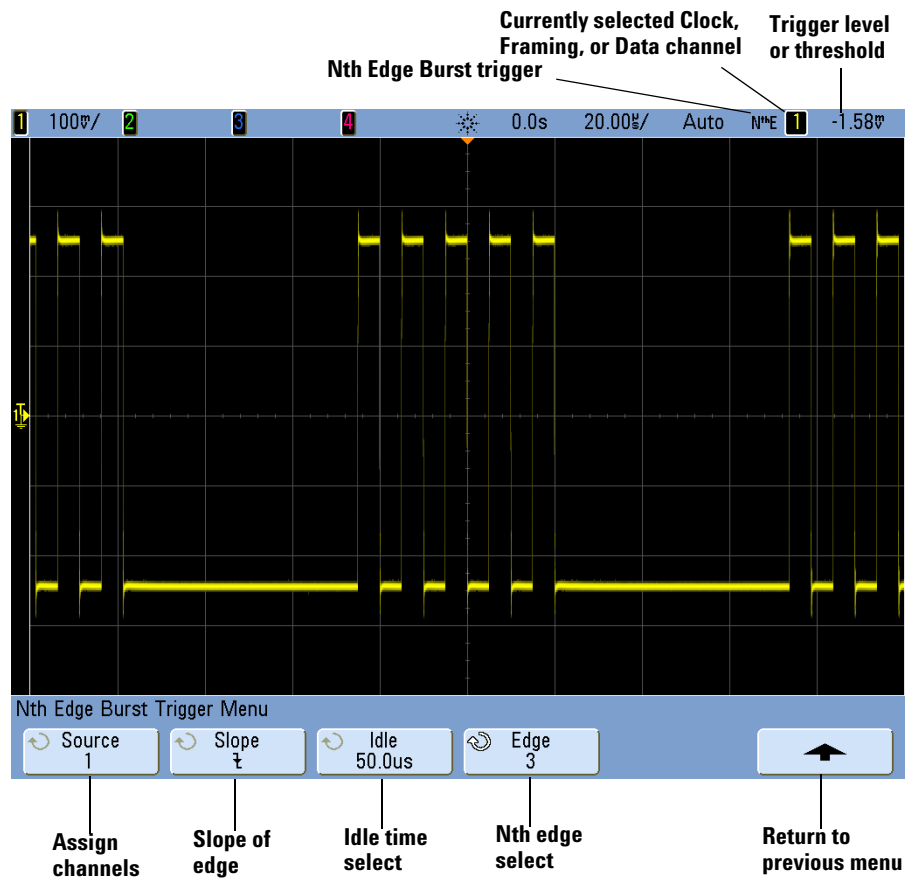 Currently selected Clock,
Framing, or Data channel
Trigger level
or threshold
Nth Edge Burst trigger
1 100mV/ 2 3 4 0.0s 20.00us/ Auto NthE 1 -1.58mV
1
Nth Edge Burst Trigger Menu
Source
1
Slope
Idle
50.0us
Edge
3
Assign
channels
Slope of
edge
Idle time
select
Nth edge
select
Return to
previous menu